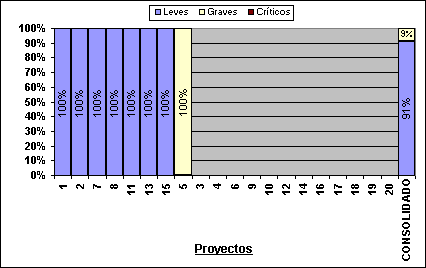 Leves Graves Críticos
100%
90%
80%
70%
60%
50%
40%
30%
20%
10%
0%
100% 100% 100% 100% 100% 100% 100% 100% 91% 9%
1 2 7 8 11 13 15 5 3 4 6 9 10 12 14 16 17 18 19 20 CONSOLIDADO
Proyectos